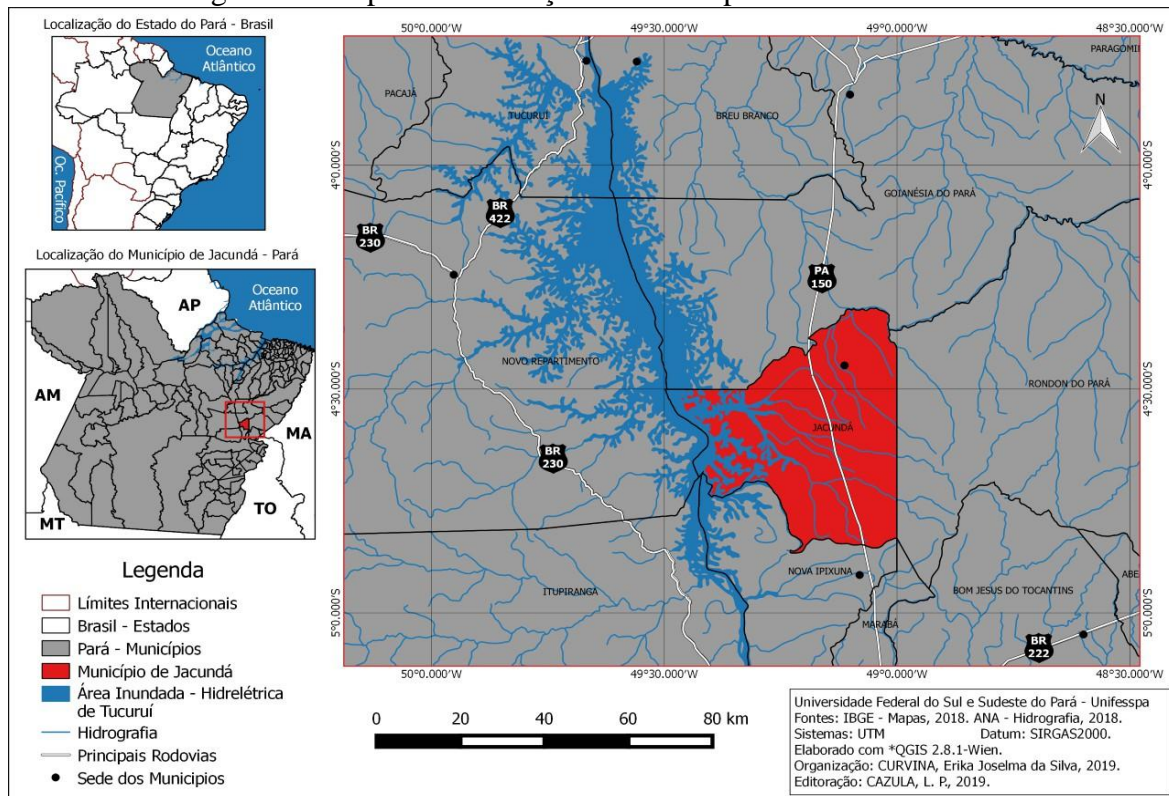 Localização do Estado do Pará - Brasil
Oceano
Atlântico
Oc. Pacífico
Localização do Município de Jacundá - Pará
AP
Oceano
Atlântico
AM
MA
MT
TO
Legenda
Límites Internacionais
Brasil - Estados
Pará - Municípios
Município de Jacundá
Área Inundada - Hidrelétrica
de Tucuruí
Hidrografia
Principais Rodovias
Sede dos Municipios
50°0.000'W
49°30.000'W
49°0.000'W
48°30.000'W
PARAGOMI
PACAJÁ
TUCURUÍ
BREU BRANCO
N
4°0.000'S
4°0.000'S
GOIANÉSIA DO PARÁ
BR
422
BR
230
PA
150
NOVO REPARTIMENTO
RONDON DO PARÁ
4°30.000'S
4°30.000'S
JACUNDÁ
BR
230
NOVA IPIXUNA
ITUPIRANGA
BOM JESUS DO TOCANTINS
ABE
5°0.000'S
5°0.000'S
MARABÁ
BR
222
50°0.000'W
49°30.000'W
49°0.000'W
48°30.000'W
0 20 40 60 80 km
Universidade Federal do Sul e Sudeste do Pará - Unifesspa
Fontes: IBGE - Mapas, 2018. ANA - Hidrografia, 2018.
Sistemas: UTM Datum: SIRGAS2000.
Elaborado com *QGIS 2.8.1-Wien.
Organização: CURVINA, Erika Joselma da Silva, 2019.
Editoração: CAZULA, L. P., 2019.